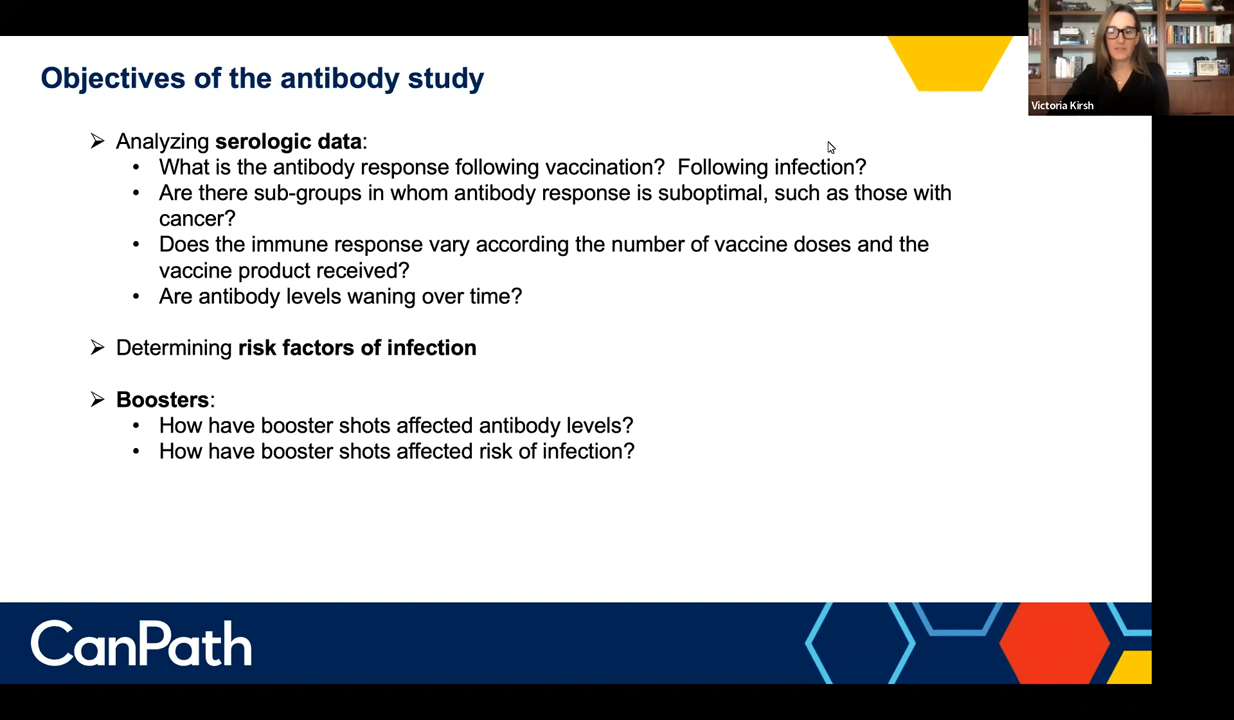 Objectives of the antibody study
Victoria Kirsh
➢ Analyzing serologic data:
• What is the antibody response following vaccination?  Following infection?
• Are there sub-groups in whom antibody response is suboptimal, such as those with
cancer?
• Does the immune response vary according the number of vaccine doses and the
vaccine product received?
• Are antibody levels waning over time?
➢ Determining risk factors of infection
➢ Boosters:
• How have booster shots affected antibody levels?
• How have booster shots affected risk of infection?
CanPath